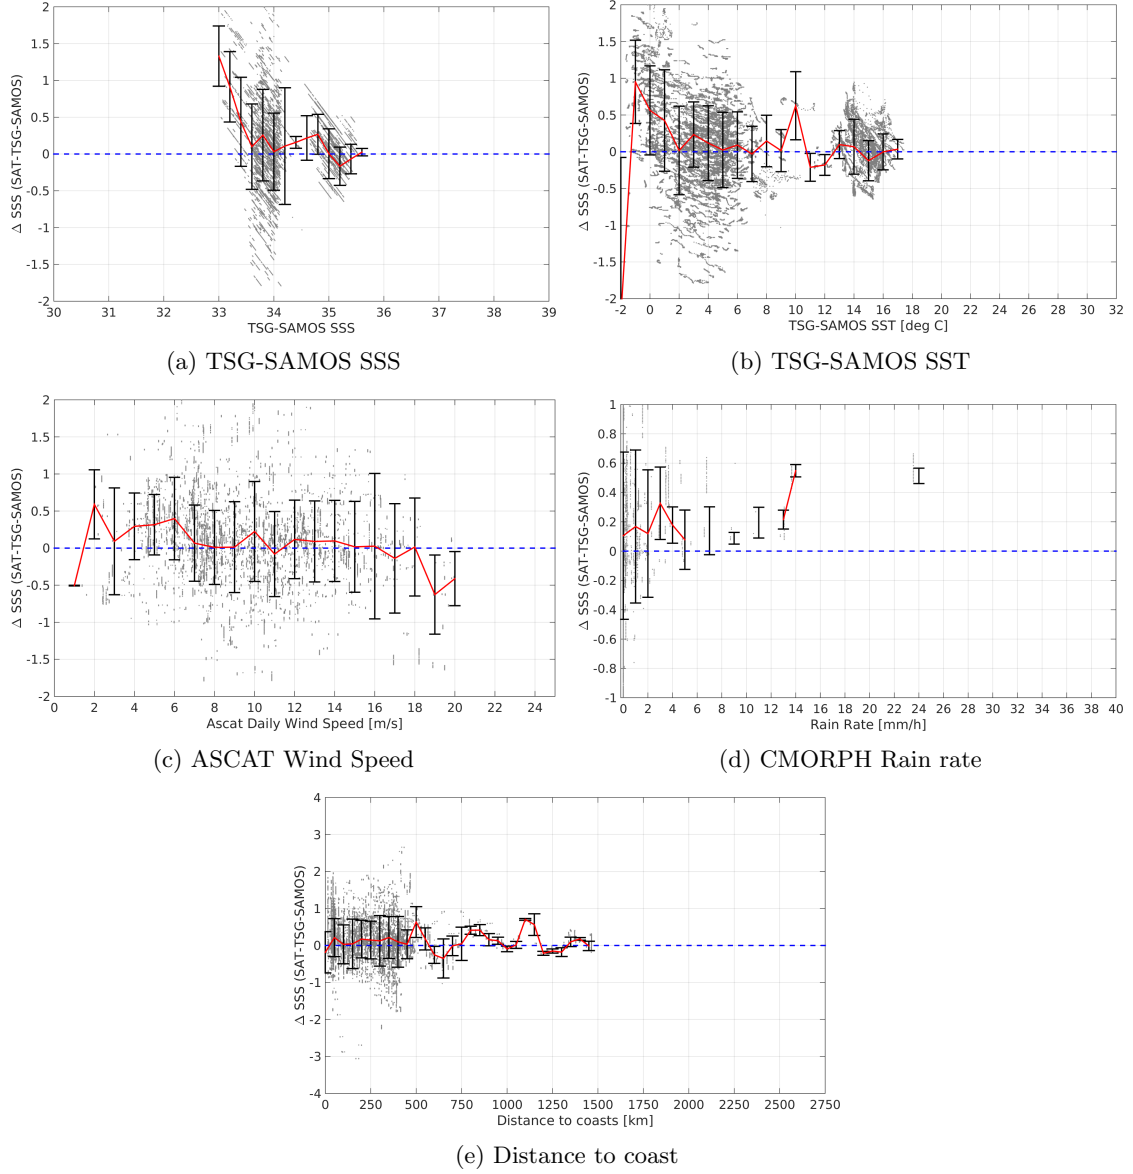 2
1.5
1
0.5
0
-0.5
-1
-1.5
-2
Δ SSS (SAT-TSG-SAMOS)
30 31 32 33 34 35 36 37 38 39
TSG-SAMOS SSS
(a) TSG-SAMOS SSS
2
1.5
1
0.5
0
-0.5
-1
-1.5
-2
Δ SSS (SAT-TSG-SAMOS)
-2 0 2 4 6 8 10 12 14 16 18 20 22 24 26 28 30 32
TSG-SAMOS SST [deg C]
(b) TSG-SAMOS SST
2
1.5
1
0.5
0
-0.5
-1
-1.5
-2
Δ SSS (SAT-TSG-SAMOS)
0 2 4 6 8 10 12 14 16 18 20 22 24
Ascat Daily Wind Speed [m/s]
(c) ASCAT Wind Speed
1
0.8
0.6
0.4
0.2
0
-0.2
-0.4
-0.6
-0.8
-1
Δ SSS (SAT-TSG-SAMOS)
0 2 4 6 8 10 12 14 16 18 20 22 24 26 28 30 32 34 36 38 40
Rain Rate [mm/h]
(d) CMORPH Rain rate
4
3
2
1
0
-1
-2
-3
-4
Δ SSS (SAT-TSG-SAMOS)
0 250 500 750 1000 1250 1500 1750 2000 2250 2500 2750
Distance to coasts [km]
(e) Distance to coast